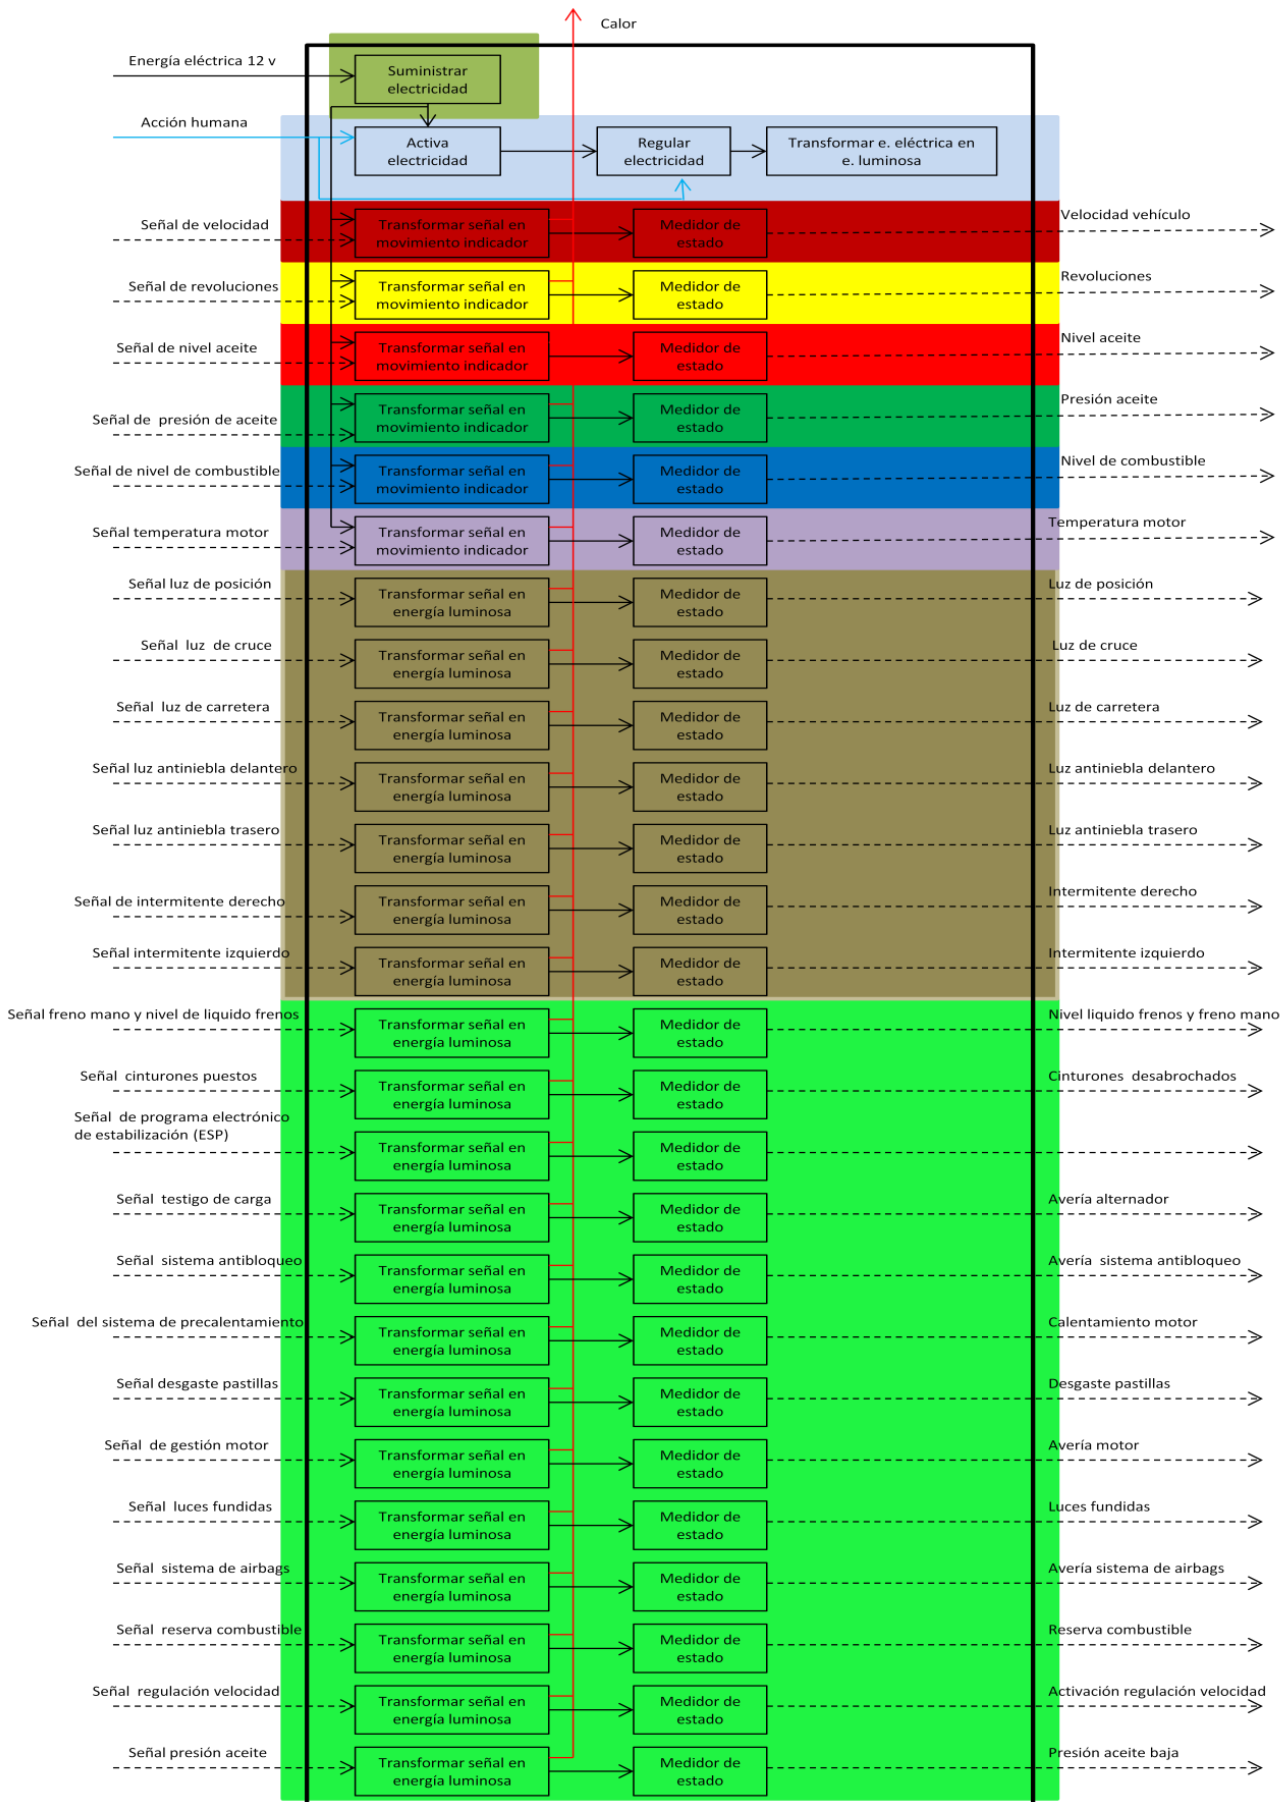 Calor
Energía eléctrica 12 v
Suministrar
electricidad
Acción humana
Activa
electricidad
Regular
electricidad
Transformar e. eléctrica en
e. luminosa
Señal de velocidad
Transformar señal en
movimiento indicador
Medidor de
estado
Velocidad vehículo
Señal de revoluciones
Transformar señal en
movimiento indicador
Medidor de
estado
Revoluciones
Señal de nivel aceite
Transformar señal en
movimiento indicador
Medidor de
estado
Nivel aceite
Señal de presión de aceite
Transformar señal en
movimiento indicador
Medidor de
estado
Presión aceite
Señal de nivel de combustible
Transformar señal en
movimiento indicador
Medidor de
estado
Nivel de combustible
Señal temperatura motor
Transformar señal en
movimiento indicador
Medidor de
estado
Temperatura motor
Señal luz de posición
Transformar señal en
energía luminosa
Medidor de
estado
Luz de posición
Señal luz de cruce
Transformar señal en
energía luminosa
Medidor de
estado
Luz de cruce
Señal luz de carretera
Transformar señal en
energía luminosa
Medidor de
estado
Luz de carretera
Señal luz antiniebla delantero
Transformar señal en
energía luminosa
Medidor de
estado
Luz antiniebla delantero
Señal luz antiniebla trasero
Transformar señal en
energía luminosa
Medidor de
estado
Luz antiniebla trasero
Señal de intermitente derecho
Transformar señal en
energía luminosa
Medidor de
estado
Intermitente derecho
Señal intermitente izquierdo
Transformar señal en
energía luminosa
Medidor de
estado
Intermitente izquierdo
Señal freno mano y nivel de liquido frenos
Transformar señal en
energía luminosa
Medidor de
estado
Nivel liquido frenos y freno mano
Señal cinturones puestos
Transformar señal en
energía luminosa
Medidor de
estado
Cinturones desabrochados
Señal de programa electrónico
de estabilización (ESP)
Transformar señal en
energía luminosa
Medidor de
estado
Señal testigo de carga
Transformar señal en
energía luminosa
Medidor de
estado
Avería alternador
Señal sistema antibloqueo
Transformar señal en
energía luminosa
Medidor de
estado
Avería sistema antibloqueo
Señal del sistema de precalentamiento
Transformar señal en
energía luminosa
Medidor de
estado
Calentamiento motor
Señal desgaste pastillas
Transformar señal en
energía luminosa
Medidor de
estado
Desgaste pastillas
Señal de gestión motor
Transformar señal en
energía luminosa
Medidor de
estado
Avería motor
Señal luces fundidas
Transformar señal en
energía luminosa
Medidor de
estado
Luces fundidas
Señal sistema de airbags
Transformar señal en
energía luminosa
Medidor de
estado
Avería sistema de airbags
Señal reserva combustible
Transformar señal en
energía luminosa
Medidor de
estado
Reserva combustible
Señal regulación velocidad
Transformar señal en
energía luminosa
Medidor de
estado
Activación regulación velocidad
Señal presión aceite
Transformar señal en
energía luminosa
Medidor de
estado
Presión aceite baja